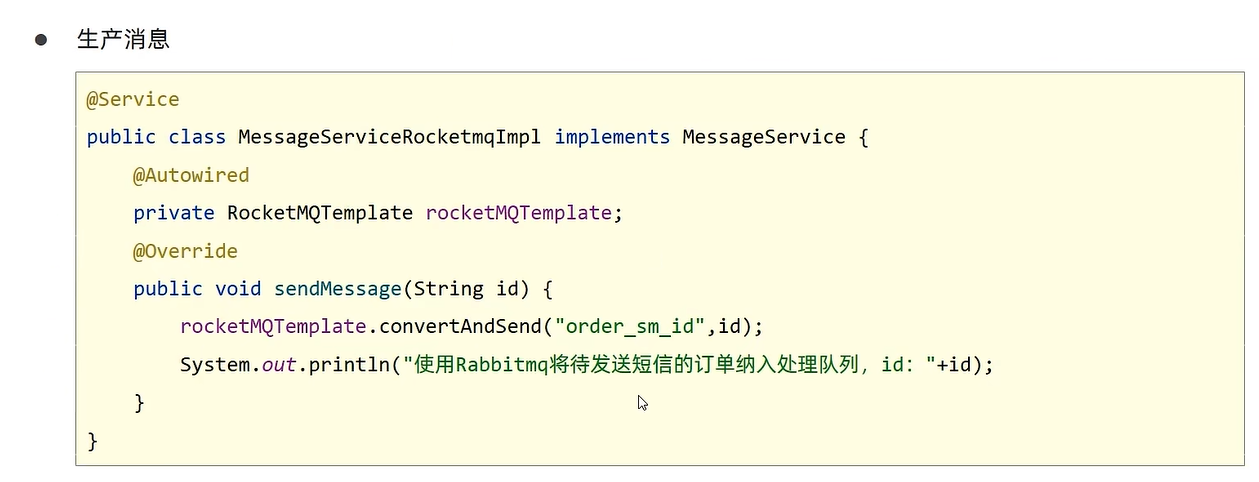 ● 生产消息
@Service
public class MessageServiceRocketmqImpl implements MessageService {
    @Autowired
    private RocketMQTemplate rocketMQTemplate;
    @Override
    public void sendMessage(String id) {
        rocketMQTemplate.convertAndSend("order_sm_id",id);
        System.out.println("使用Rabbitmq将待发送短信的订单纳入处理队列，id："+id);
    }
}